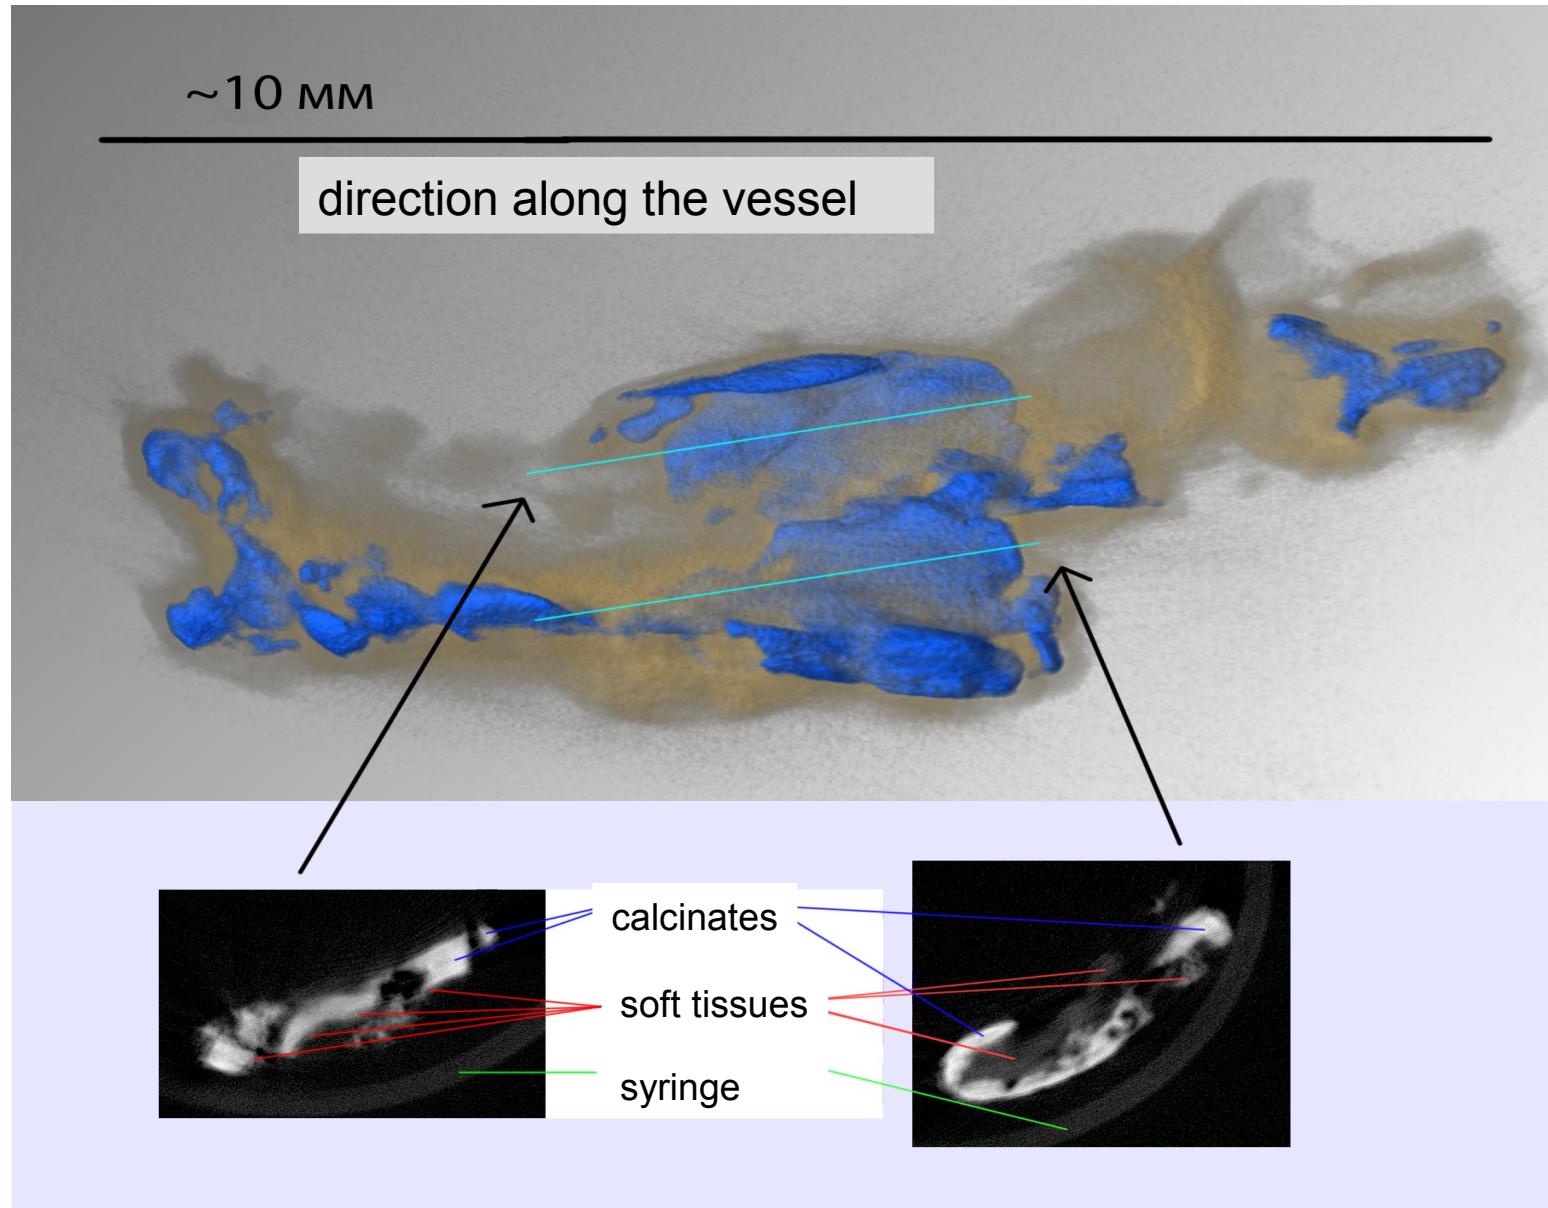 ~10 мм
direction along the vessel
calcinates
soft tissues
syringe